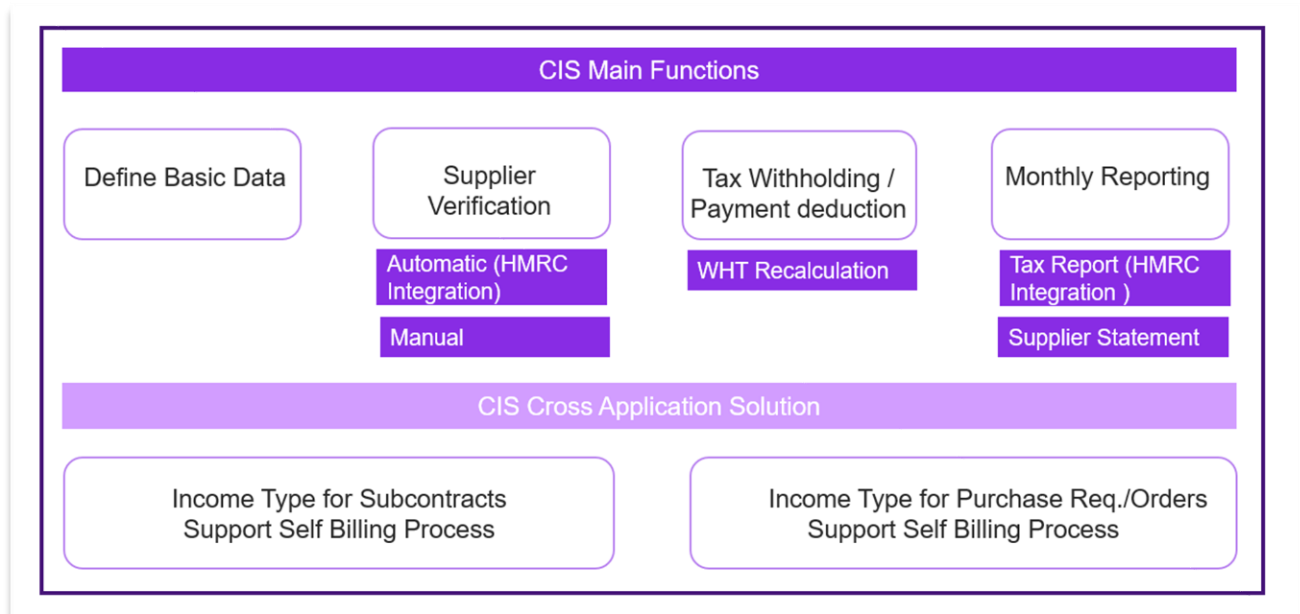 CIS Main Functions
Define Basic Data
Supplier
Verification
Automatic (HMRC
Integration)
Manual
Tax Withholding /
Payment deduction
WHT Recalculation
Monthly Reporting
Tax Report (HMRC
Integration )
Supplier Statement
CIS Cross Application Solution
Income Type for Subcontracts
Support Self Billing Process
Income Type for Purchase Req./Orders
Support Self Billing Process